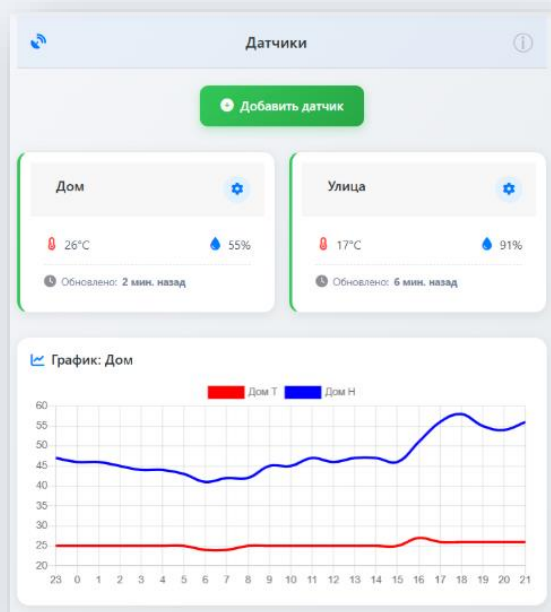 Датчики
Добавить датчик
Дом
Улица
26°C
55%
17°C
91%
Обновлено: 2 мин. назад
Обновлено: 6 мин. назад
График: Дом
Дом T
Дом H
60
55
50
45
40
35
30
25
20
23 0 1 2 3 4 5 6 7 8 9 10 11 12 13 14 15 16 17 18 19 20 21